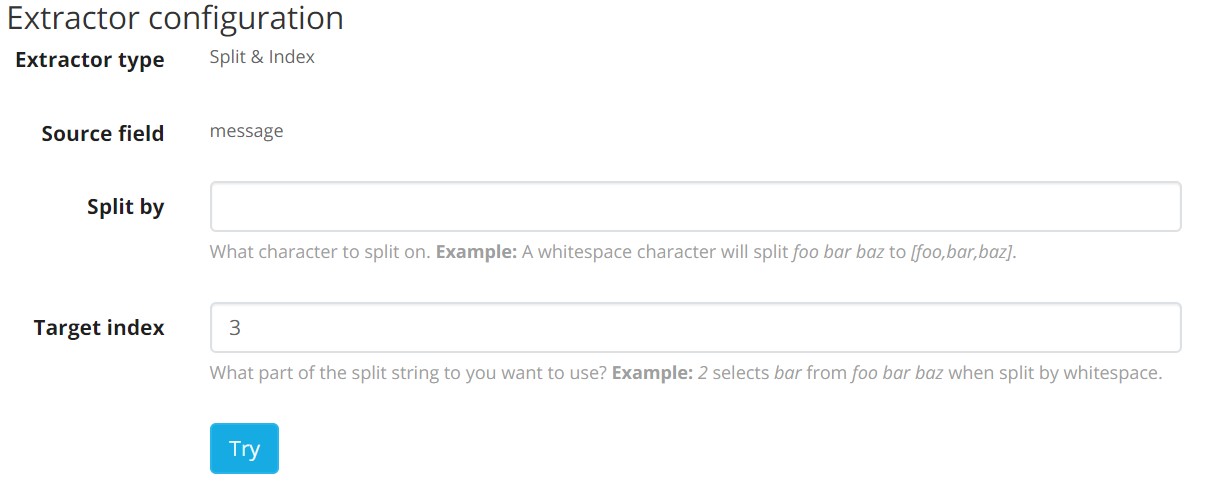 Extractor configuration
Extractor type Split & Index
Source field message
Split by
What character to split on. Example: A whitespace character will split foo bar baz to [foo,bar,baz].
Target index 3
What part of the split string to you want to use? Example: 2 selects bar from foo bar baz when split by whitespace.
Try